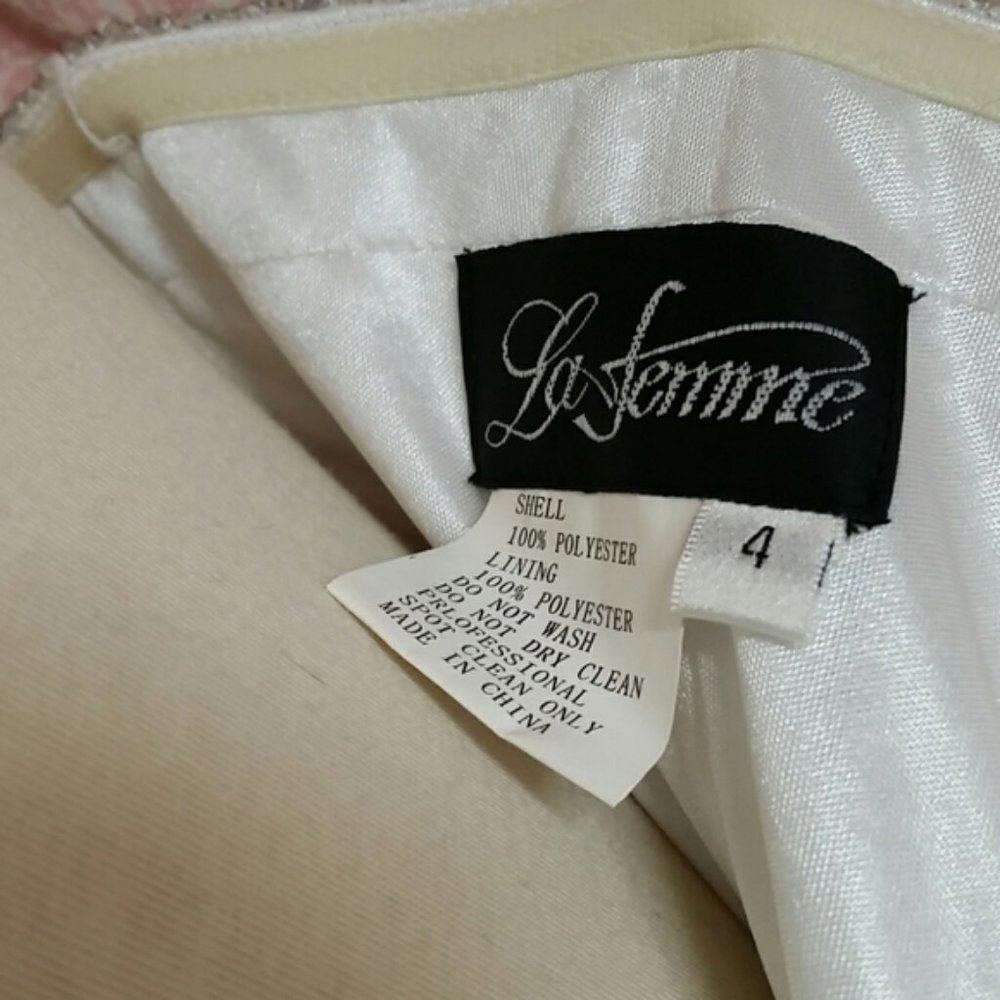 La Femme
SHELL
100% POLYESTER
LINING
100% POLYESTER
DO NOT WASH
DO NOT DRY CLEAN
PRLOFESSIONAL
SPOT CLEAN ONLY
MADE IN CHINA
4